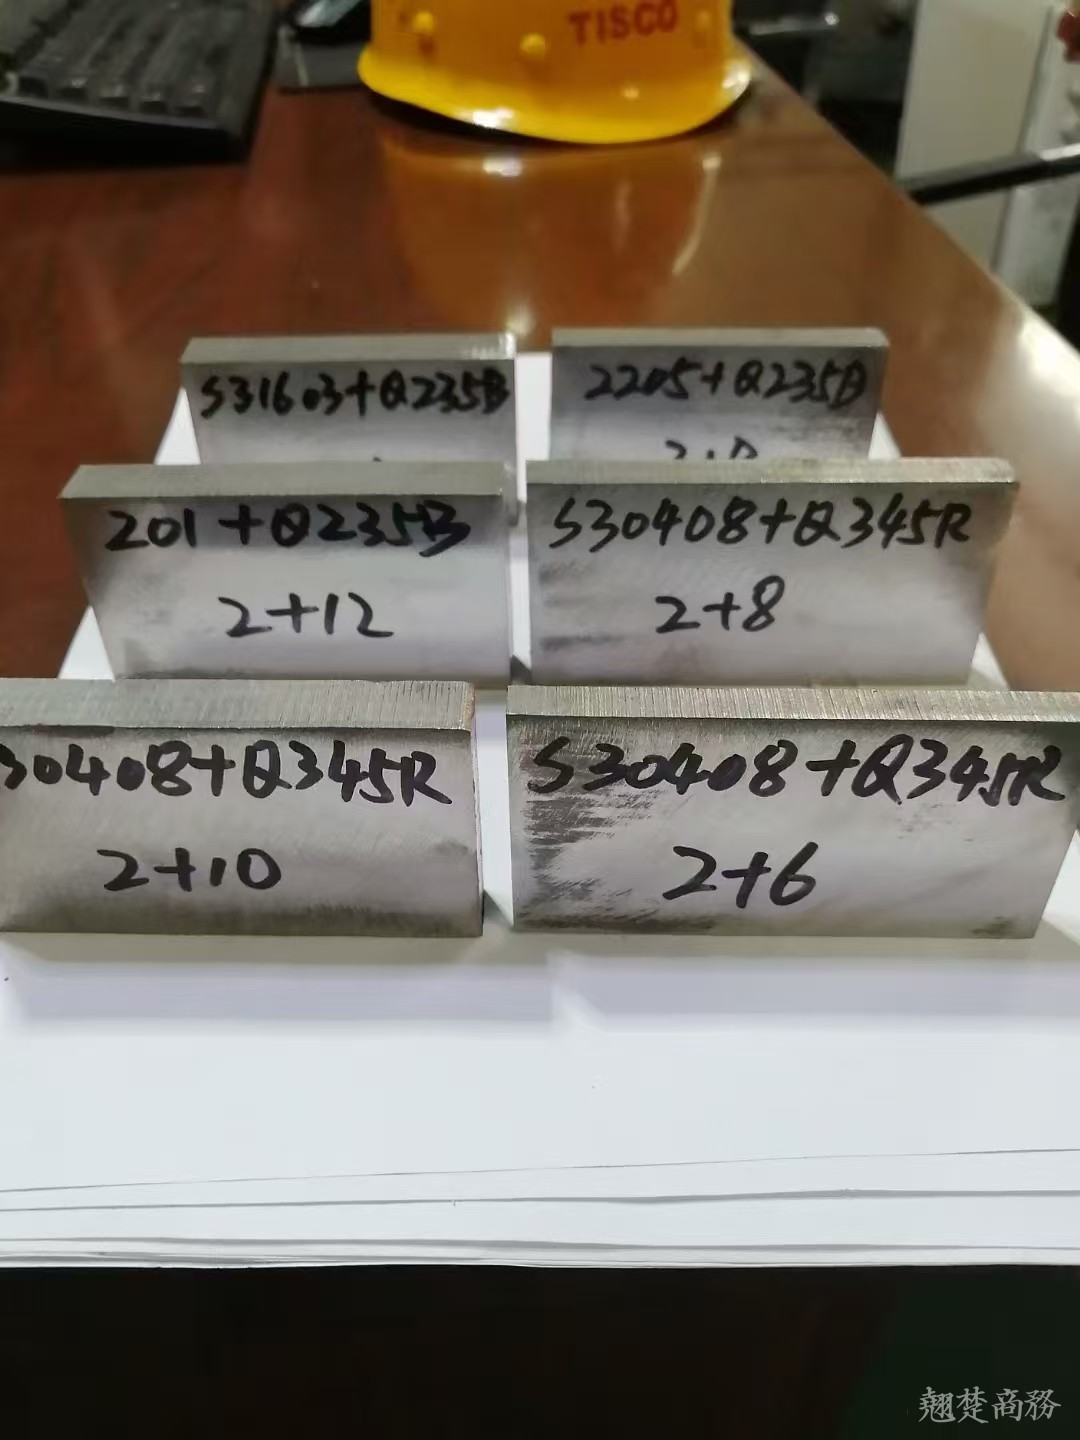 TISCO
S31603+Q235B
2205+Q235B
201+Q235B
2+12
S30408+Q345R
2+8
30408+Q345R
2+10
S30408+Q345R
2+6
翘楚商務